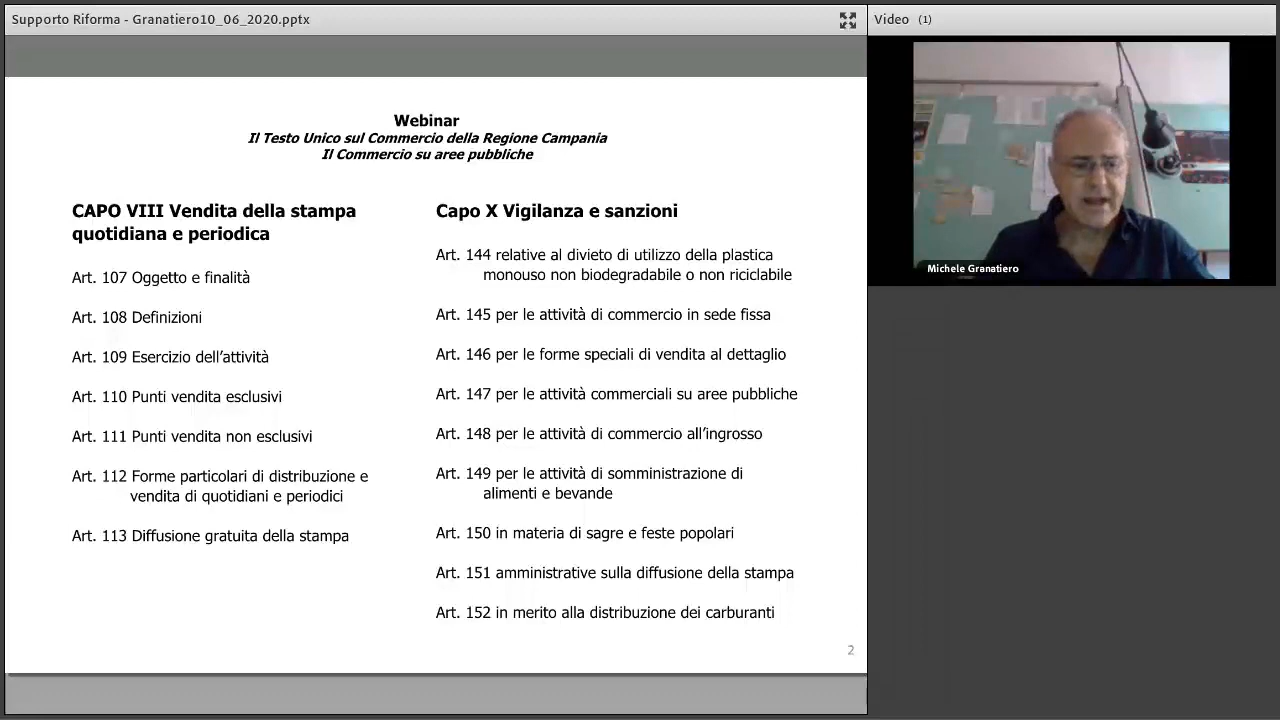 Supporto Riforma - Granatiero10_06_2020.pptx
Video (1)
Webinar
Il Testo Unico sul Commercio della Regione Campania
Il Commercio su aree pubbliche
CAPO VIII Vendita della stampa
quotidiana e periodica
Art. 107 Oggetto e finalità
Art. 108 Definizioni
Art. 109 Esercizio dell’attività
Art. 110 Punti vendita esclusivi
Art. 111 Punti vendita non esclusivi
Art. 112 Forme particolari di distribuzione e
vendita di quotidiani e periodici
Art. 113 Diffusione gratuita della stampa
Capo X Vigilanza e sanzioni
Art. 144 relative al divieto di utilizzo della plastica
monouso non biodegradabile o non riciclabile
Art. 145 per le attività di commercio in sede fissa
Art. 146 per le forme speciali di vendita al dettaglio
Art. 147 per le attività commerciali su aree pubbliche
Art. 148 per le attività di commercio all’ingrosso
Art. 149 per le attività di somministrazione di
alimenti e bevande
Art. 150 in materia di sagre e feste popolari
Art. 151 amministrative sulla diffusione della stampa
Art. 152 in merito alla distribuzione dei carburanti
2
Michele Granatiero